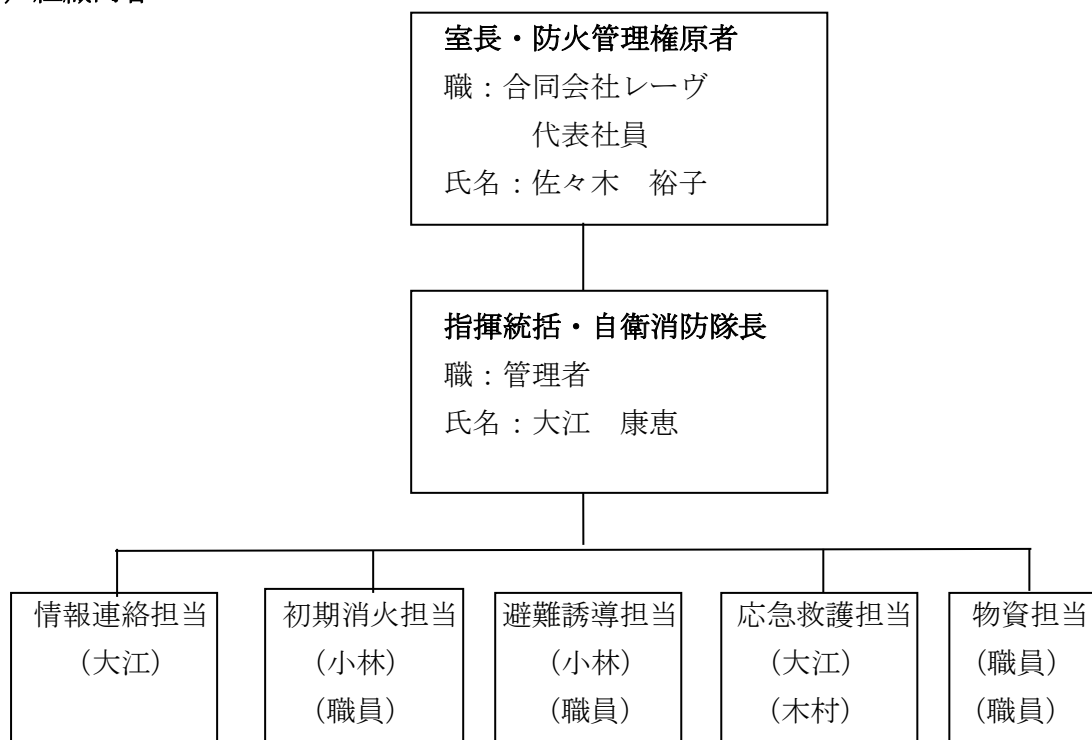 室長・防火管理権原者
職：合同会社レーヴ
代表社員
氏名：佐々木　裕子
指揮統括・自衛消防隊長
職：管理者
氏名：大江　康恵
情報連絡担当
（大江）
初期消火担当
（小林）
（職員）
避難誘導担当
（小林）
（職員）
応急救護担当
（大江）
（木村）
物資担当
（職員）
（職員）